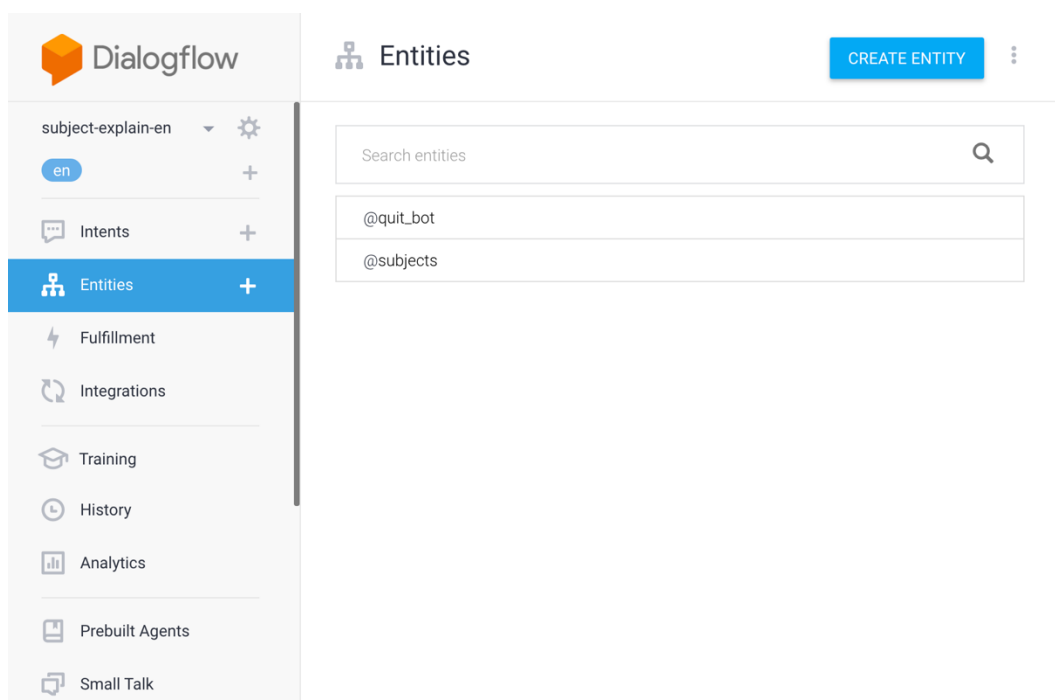 Dialogflow
subject-explain-en
en
Intents
Entities
Fulfillment
Integrations
Training
History
Analytics
Prebuilt Agents
Small Talk
Entities
CREATE ENTITY
Search entities
@quit_bot
@subjects